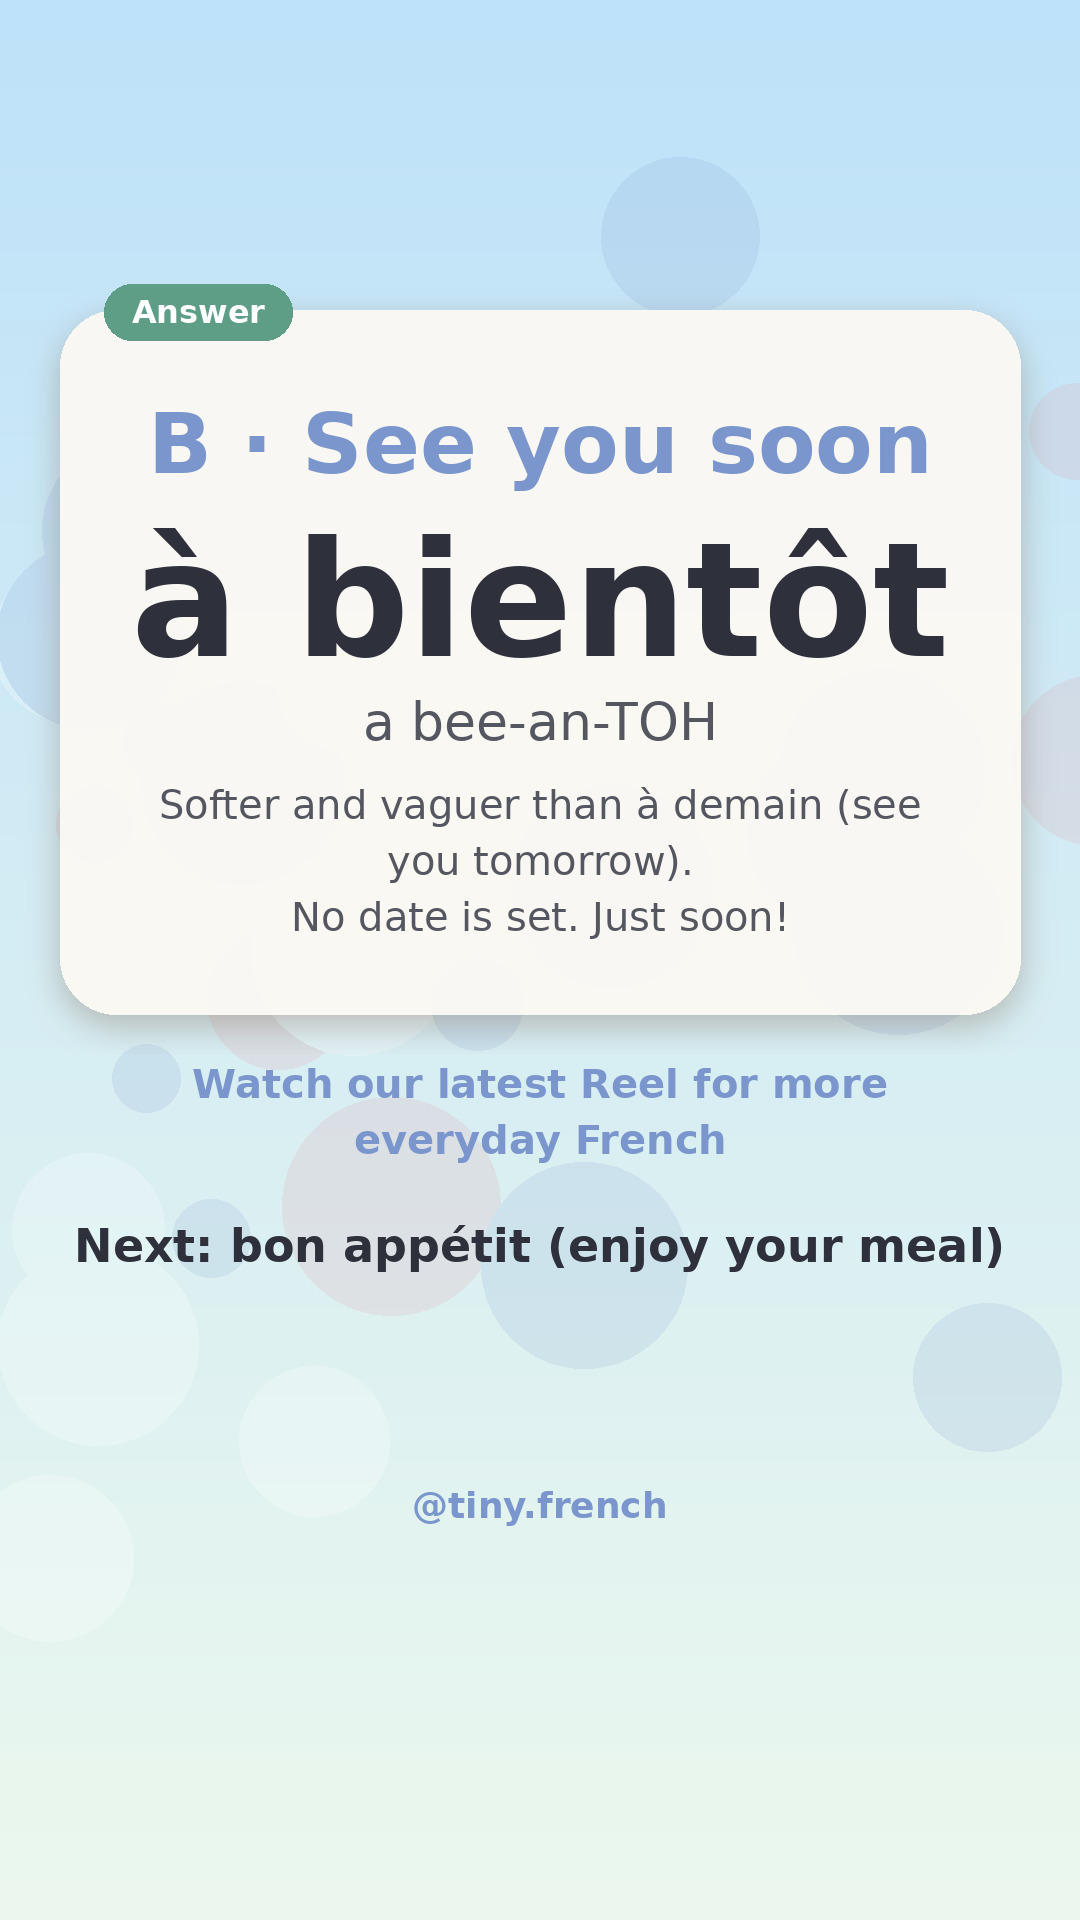 Answer
B · See you soon
à bientôt
a bee-an-TOH
Softer and vaguer than à demain (see
you tomorrow).
No date is set. Just soon!
Watch our latest Reel for more
everyday French
Next: bon appétit (enjoy your meal)
@tiny.french